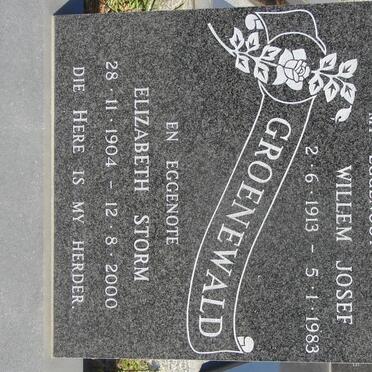 GROENEWALD
WILLEM JOSEF
2·6·1913 – 5·1·1983
EN EGGENOTE
ELIZABETH STORM
28·11·1904 – 12·8·2000
DIE HERE IS MY HERDER